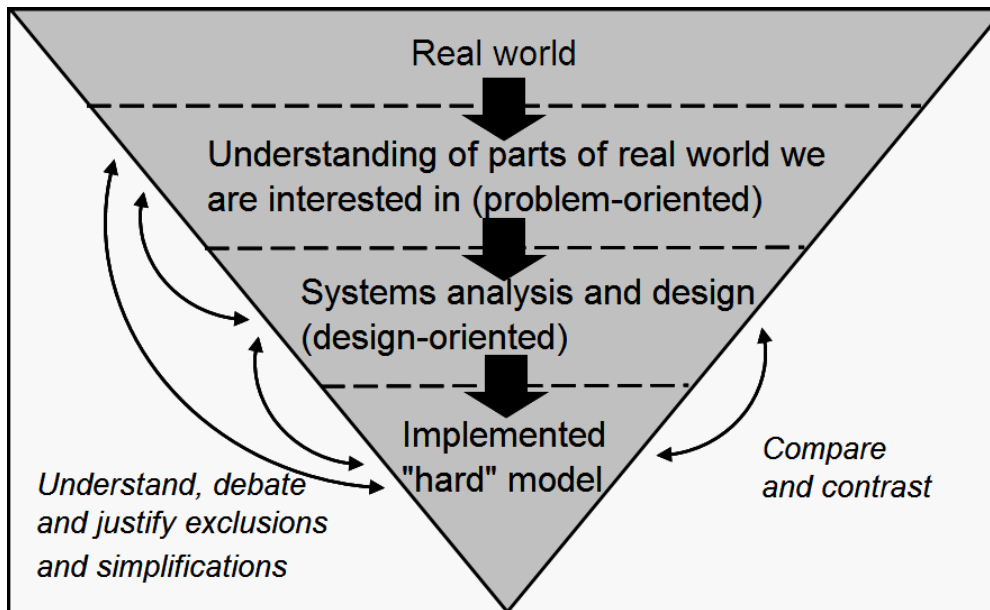 Real world
Understanding of parts of real world we
are interested in (problem-oriented)
Systems analysis and design
(design-oriented)
Implemented
"hard" model
Understand, debate
and justify exclusions
and simplifications
Compare
and contrast